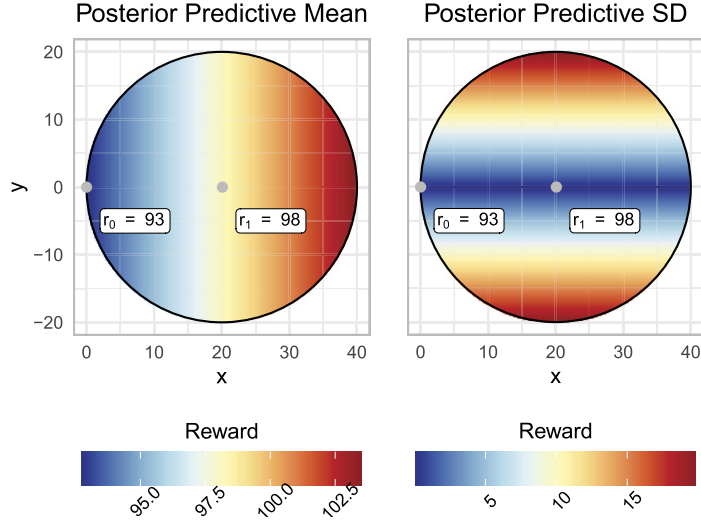 Posterior Predictive Mean
Posterior Predictive SD
20
10
0
−10
−20
y
r0 = 93
r1 = 98
r0 = 93
r1 = 98
0 10 20 30 40
0 10 20 30 40
x
x
Reward
Reward
95.0 97.5 100.0 102.5
5 10 15